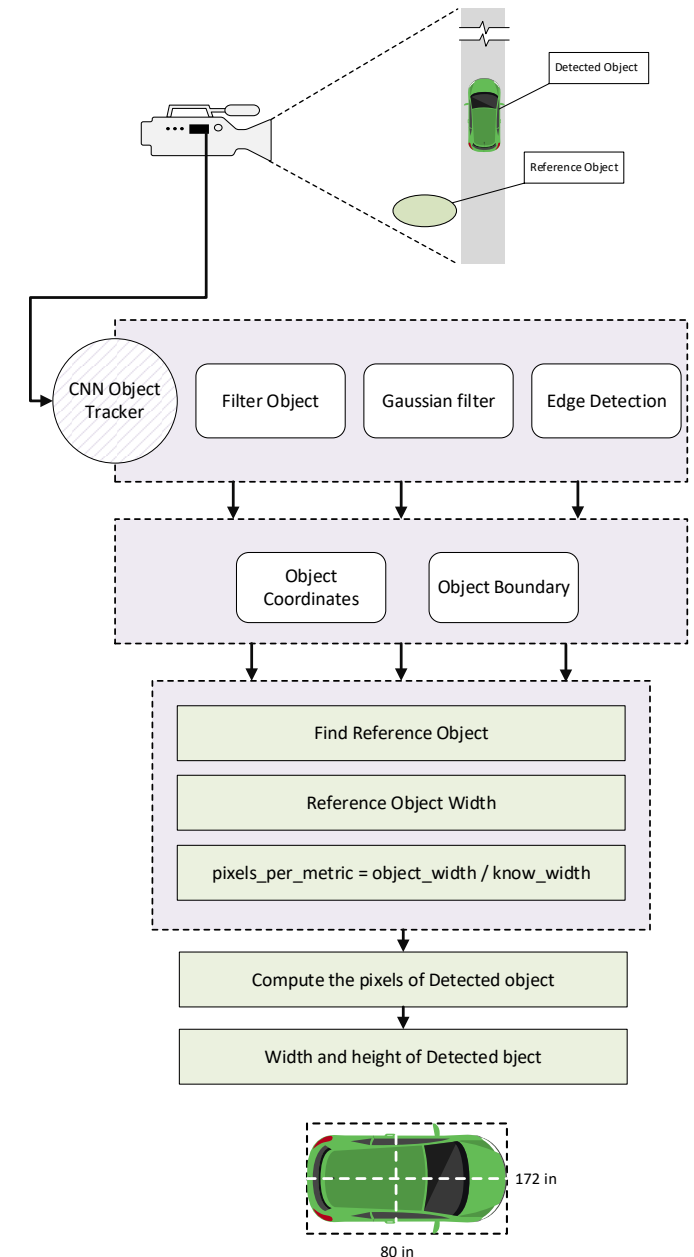 Detected Object
Reference Object
CNN Object
Tracker
Filter Object
Gaussian filter
Edge Detection
Object
Coordinates
Object Boundary
Find Reference Object
Reference Object Width
pixels_per_metric = object_width / know_width
Compute the pixels of Detected object
Width and height of Detected bject
172 in
80 in